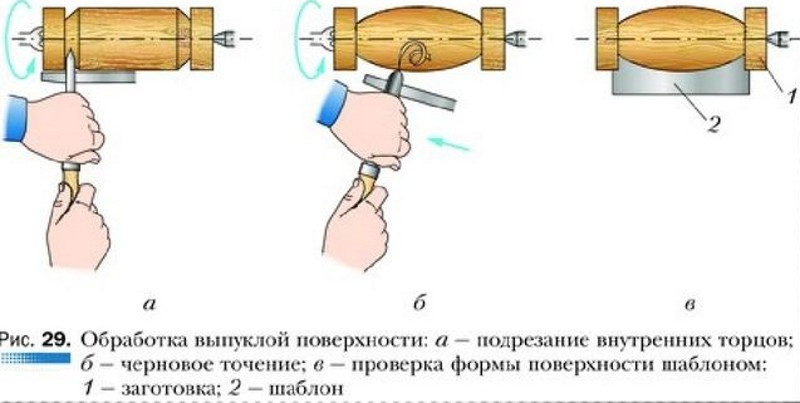 1
2
а
б
в
Рис. 29. Обработка выпуклой поверхности: а — подрезание внутренних торцов;
б — черновое точение; в — проверка формы поверхности шаблоном:
1 — заготовка; 2 — шаблон